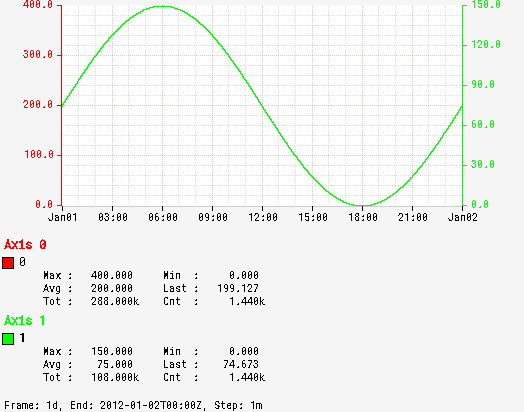 400.0 150.0
120.0
300.0
90.0
200.0
60.0
100.0
30.0
0.0 0.0
Jan01 03:00 06:00 09:00 12:00 15:00 18:00 21:00 Jan02
Axis 0
0
Max : 400.000 Min : 0.000
Avg : 200.000 Last : 199.127
Tot : 288.000k Cnt : 1.440k
Axis 1
1
Max : 150.000 Min : 0.000
Avg : 75.000 Last : 74.673
Tot : 108.000k Cnt : 1.440k
Frame: 1d, End: 2012-01-02T00:00Z, Step: 1m